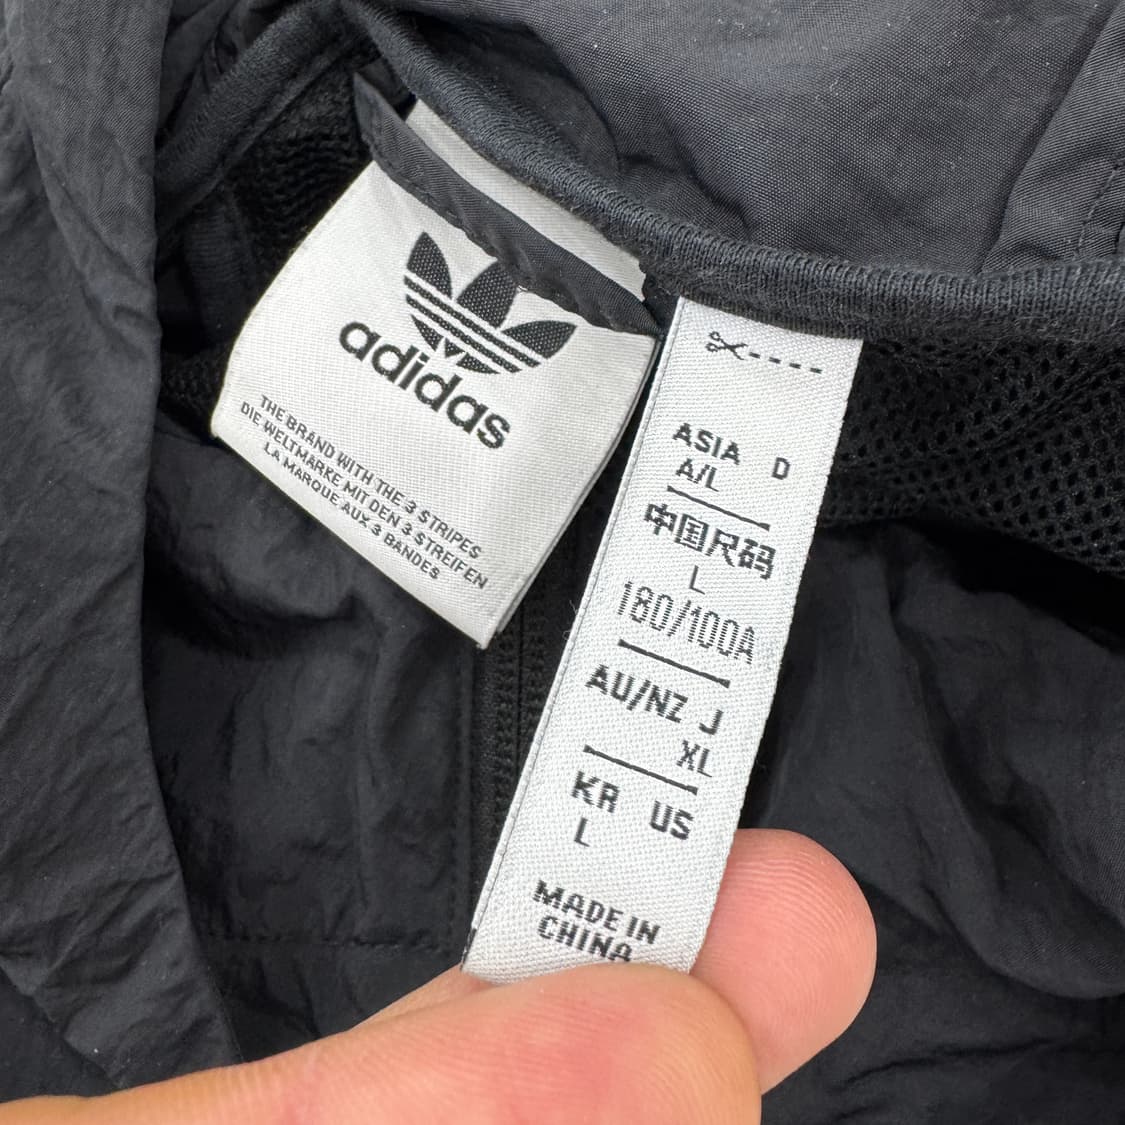 adidas
THE BRAND WITH THE 3 STRIPES
DIE WELTMARKE MIT DEN 3 STREIFEN
LA MARQUE AUX 3 BANDES
ASIA D
A/L
中国尺码
L
180/100A
AU/NZ J
XL
KR US
L
MADE IN
CHINA